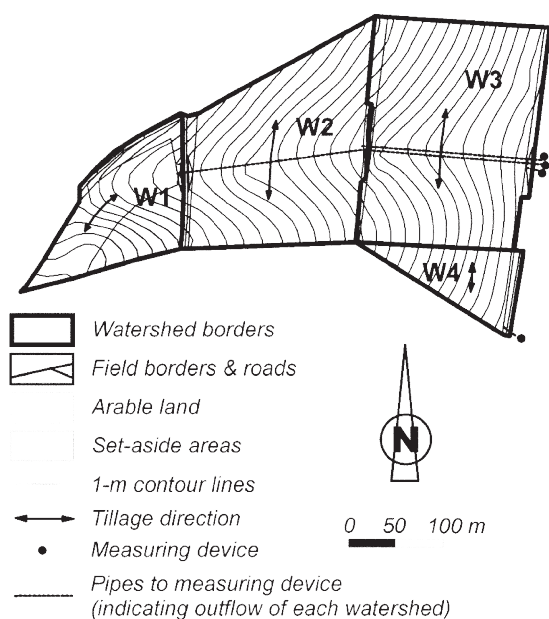 W3
W2
W1
W4
Watershed borders
Field borders & roads
Arable land
Set-aside areas
1-m contour lines
Tillage direction
Measuring device
Pipes to measuring device
(indicating outflow of each watershed)
N
0 50 100 m